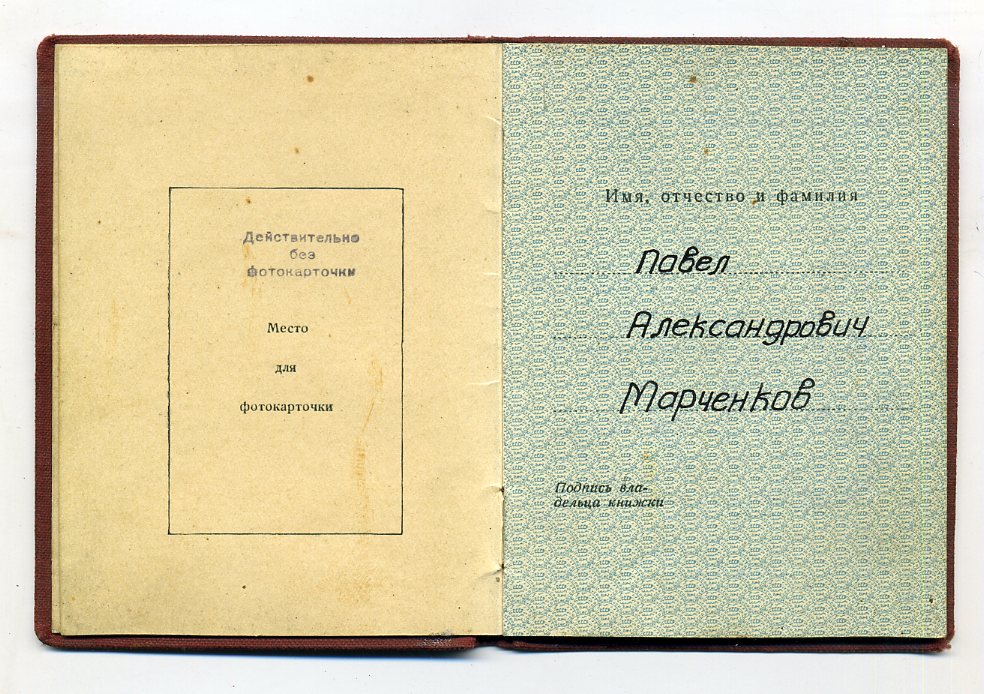 Действительно
без
фотокарточки
Место
для
фотокарточки
Имя, отчество и фамилия
Павел
Александрович
Марченков
Подпись вла-
дельца книжки